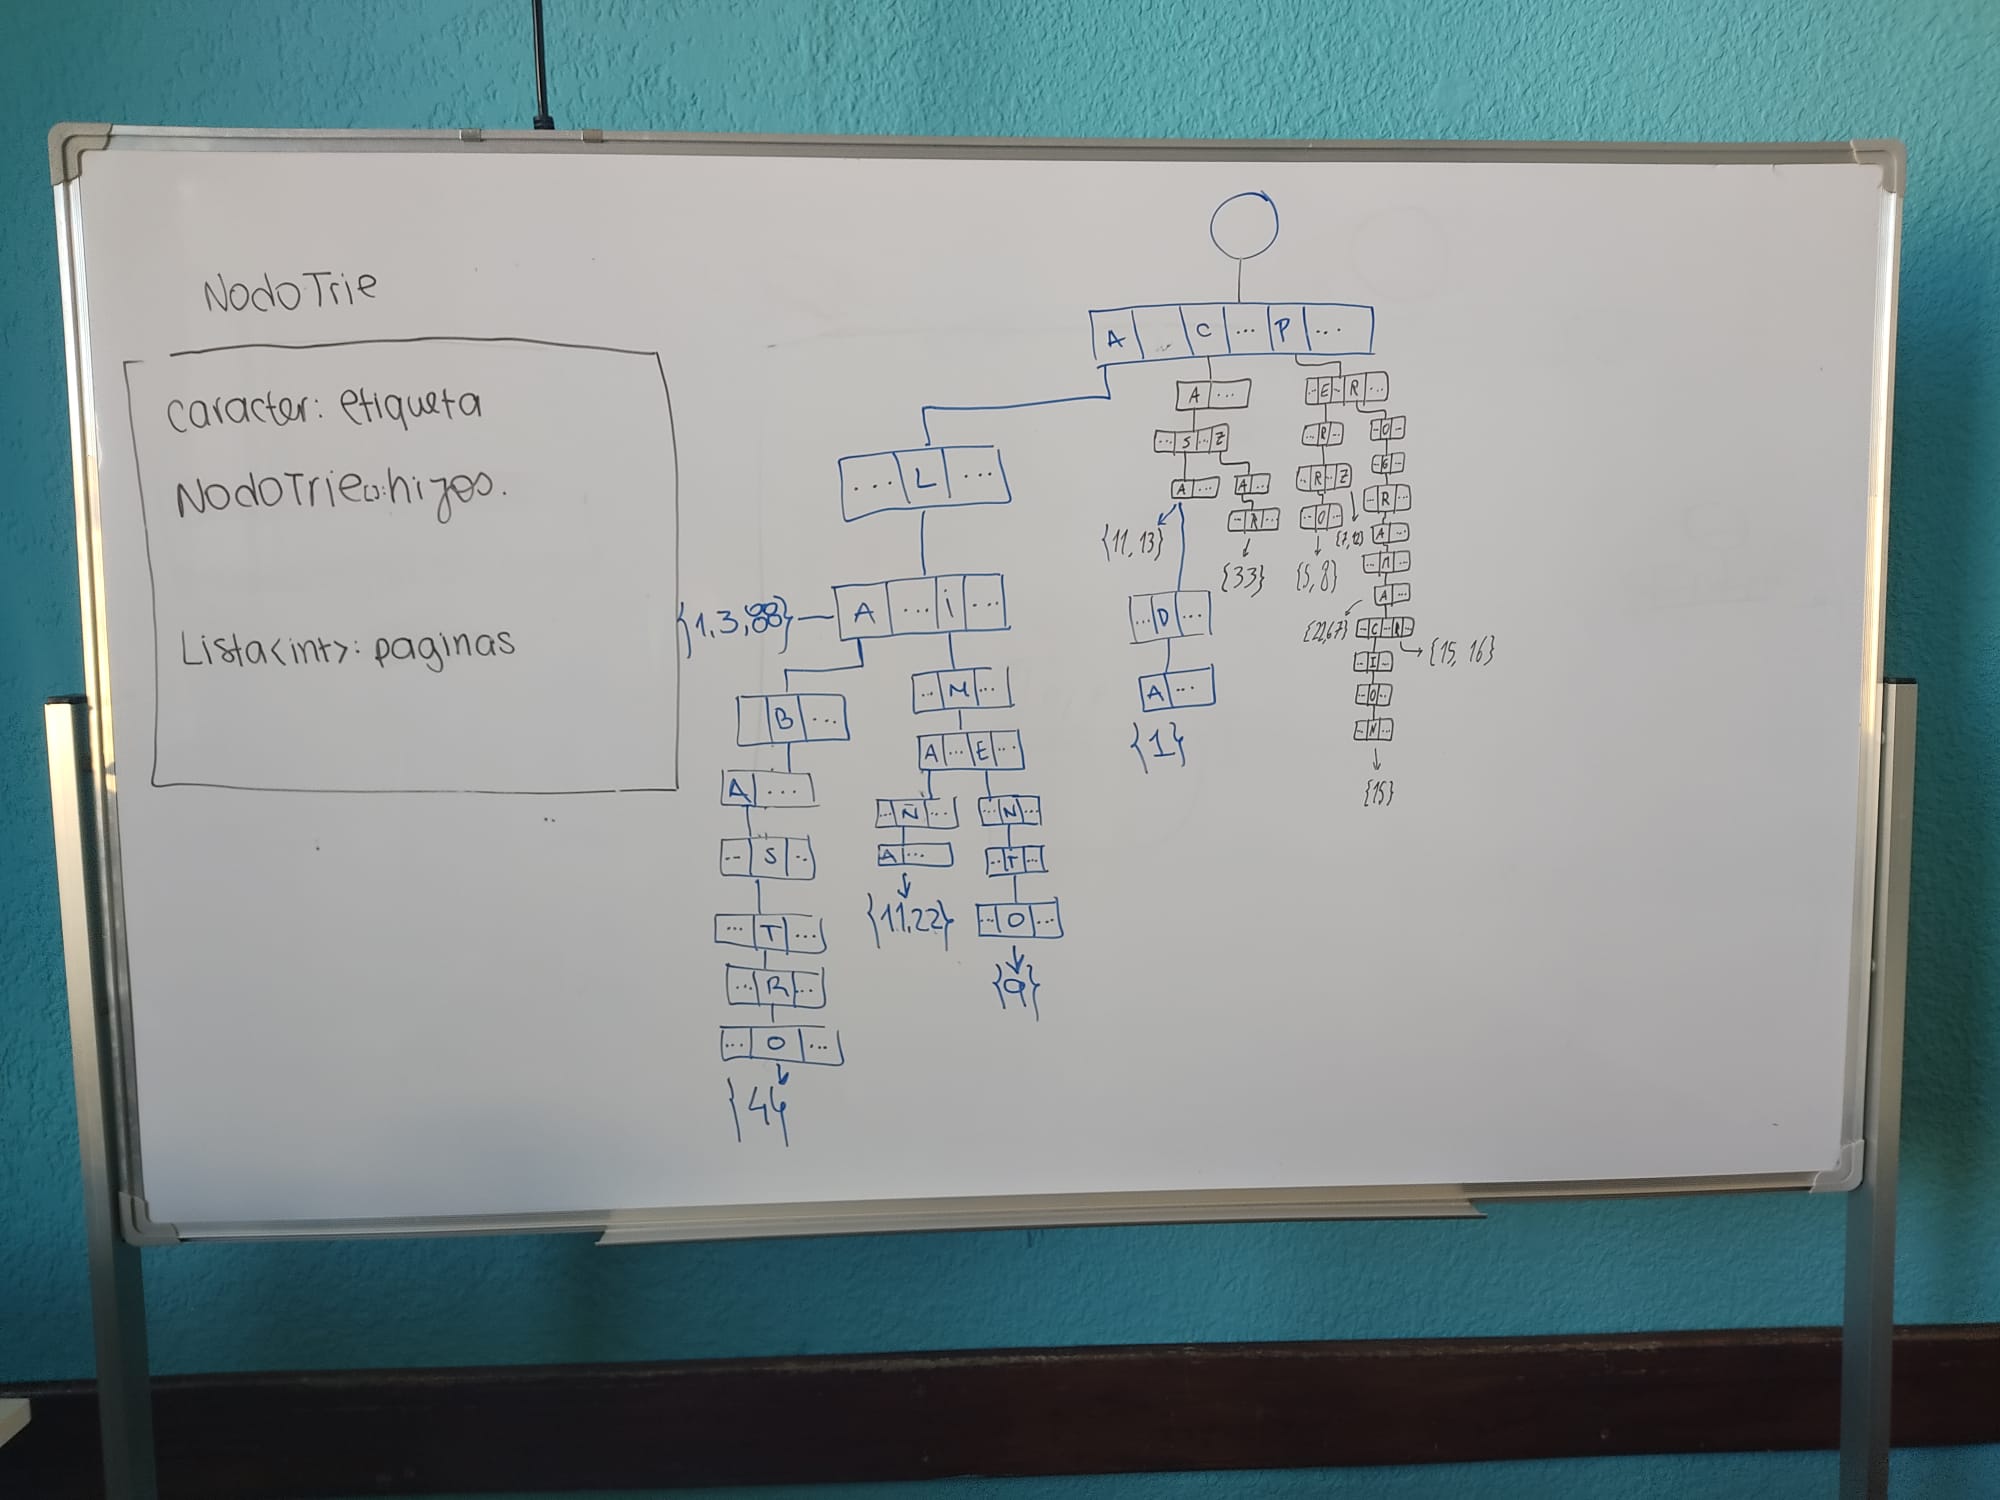 NodoTrie
caracter: etiqueta
NodoTrie[]: hijos.
Lista<int>: paginas
A ... C ... P ...
... L ...
A ...
... E ... R ...
... S ... Z
... R ...
... O ...
A ...
A ...
... R ... Z
... G ...
... R ...
... O ...
... R ...
{11, 13}
{7, 12}
A ...
{33}
{5, 8}
... M ...
{1, 3, 88}
A ... i ...
... D ...
A ...
{22, 67}
... C ... R ...
{15, 16}
... B ...
... M ...
A ...
... I ...
... O ...
... N ...
{1}
{15}
A ...
A ... E ...
... Ñ ...
... N ...
... S ...
A ...
... T ...
... T ...
{11, 22}
... O ...
... R ...
{9}
... O ...
{44